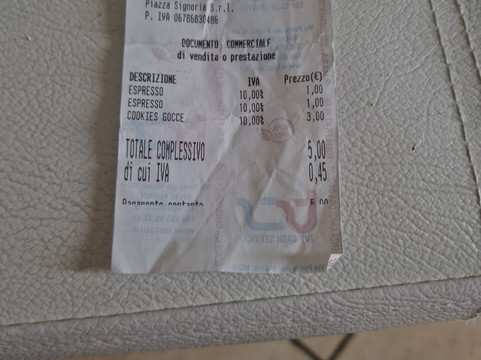 Piazza Signoria S.r.l.
P. IVA 06786830486
DOCUMENTO COMMERCIALE
di vendita o prestazione
DESCRIZIONE IVA Prezzo(€)
ESPRESSO 10,00% 1,00
ESPRESSO 10,00% 1,00
COOKIES GOCCE 10,00% 3,00
TOTALE COMPLESSIVO 5,00
di cui IVA 0,45
Pagamento contante 5,00